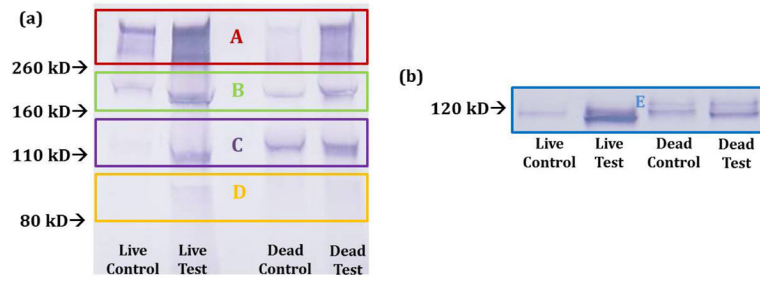 (a)
A
260 kD→
B
160 kD→
C
110 kD→
D
80 kD→
Live Control
Live Test
Dead Control
Dead Test
(b)
120 kD→
E
Live Control
Live Test
Dead Control
Dead Test